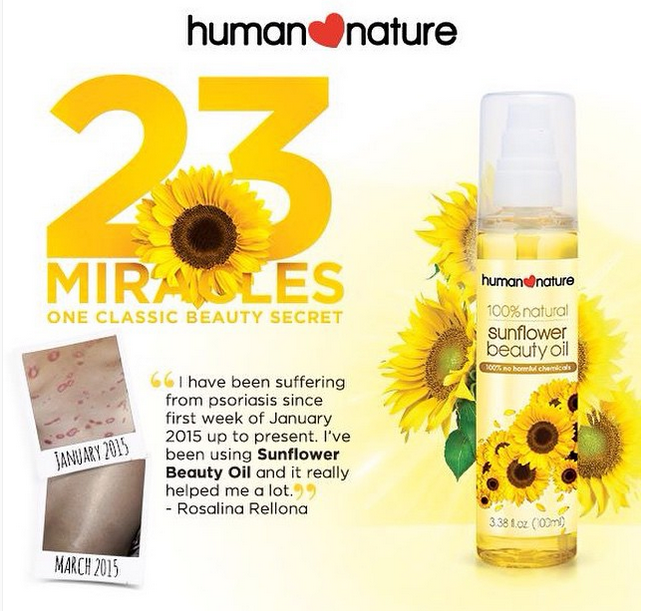 human nature
23
MIRACLES
ONE CLASSIC BEAUTY SECRET
JANUARY 2015
MARCH 2015
“I have been suffering
from psoriasis since
first week of January
2015 up to present. I've
been using Sunflower
Beauty Oil and it really
helped me a lot.”
- Rosalina Rellona
human nature
100% natural
sunflower
beauty oil
100% no harmful chemicals
3.38 fl.oz. (100ml)